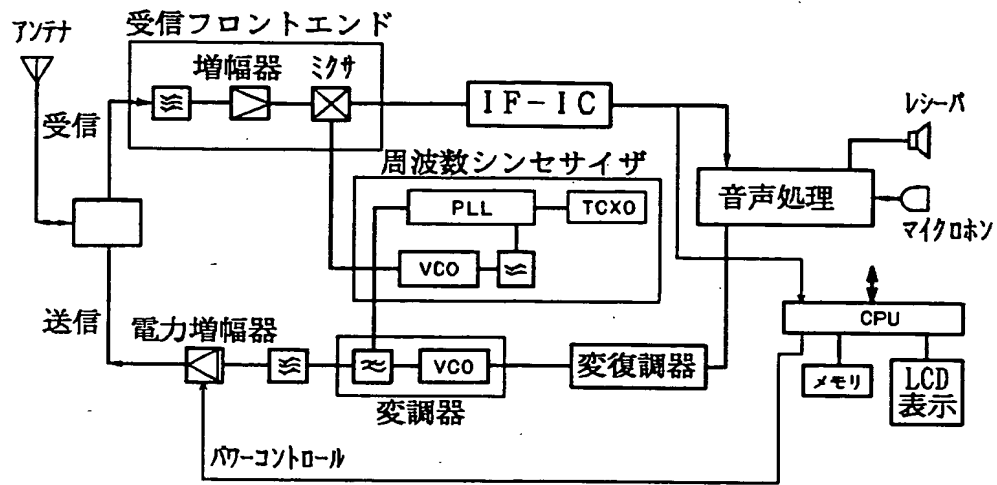 アンテナ
受信フロントエンド
増幅器
ミクサ
受信
IF-IC
レシーバ
周波数シンセサイザ
PLL
TCXO
音声処理
マイクロホン
VCO
送信
電力増幅器
CPU
VCO
変復調器
メモリ
LCD
表示
変調器
パワーコントロール